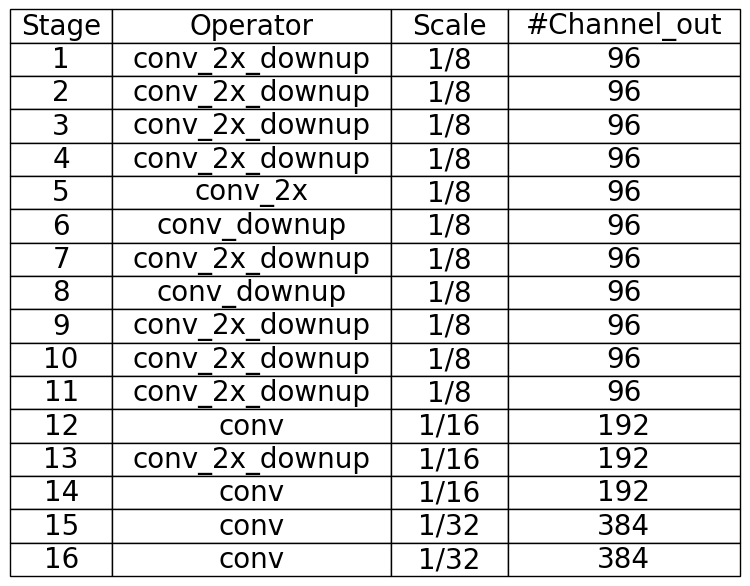 Stage Operator Scale #Channel_out
1 conv_2x_downup 1/8 96
2 conv_2x_downup 1/8 96
3 conv_2x_downup 1/8 96
4 conv_2x_downup 1/8 96
5 conv_2x 1/8 96
6 conv_downup 1/8 96
7 conv_2x_downup 1/8 96
8 conv_downup 1/8 96
9 conv_2x_downup 1/8 96
10 conv_2x_downup 1/8 96
11 conv_2x_downup 1/8 96
12 conv 1/16 192
13 conv_2x_downup 1/16 192
14 conv 1/16 192
15 conv 1/32 384
16 conv 1/32 384